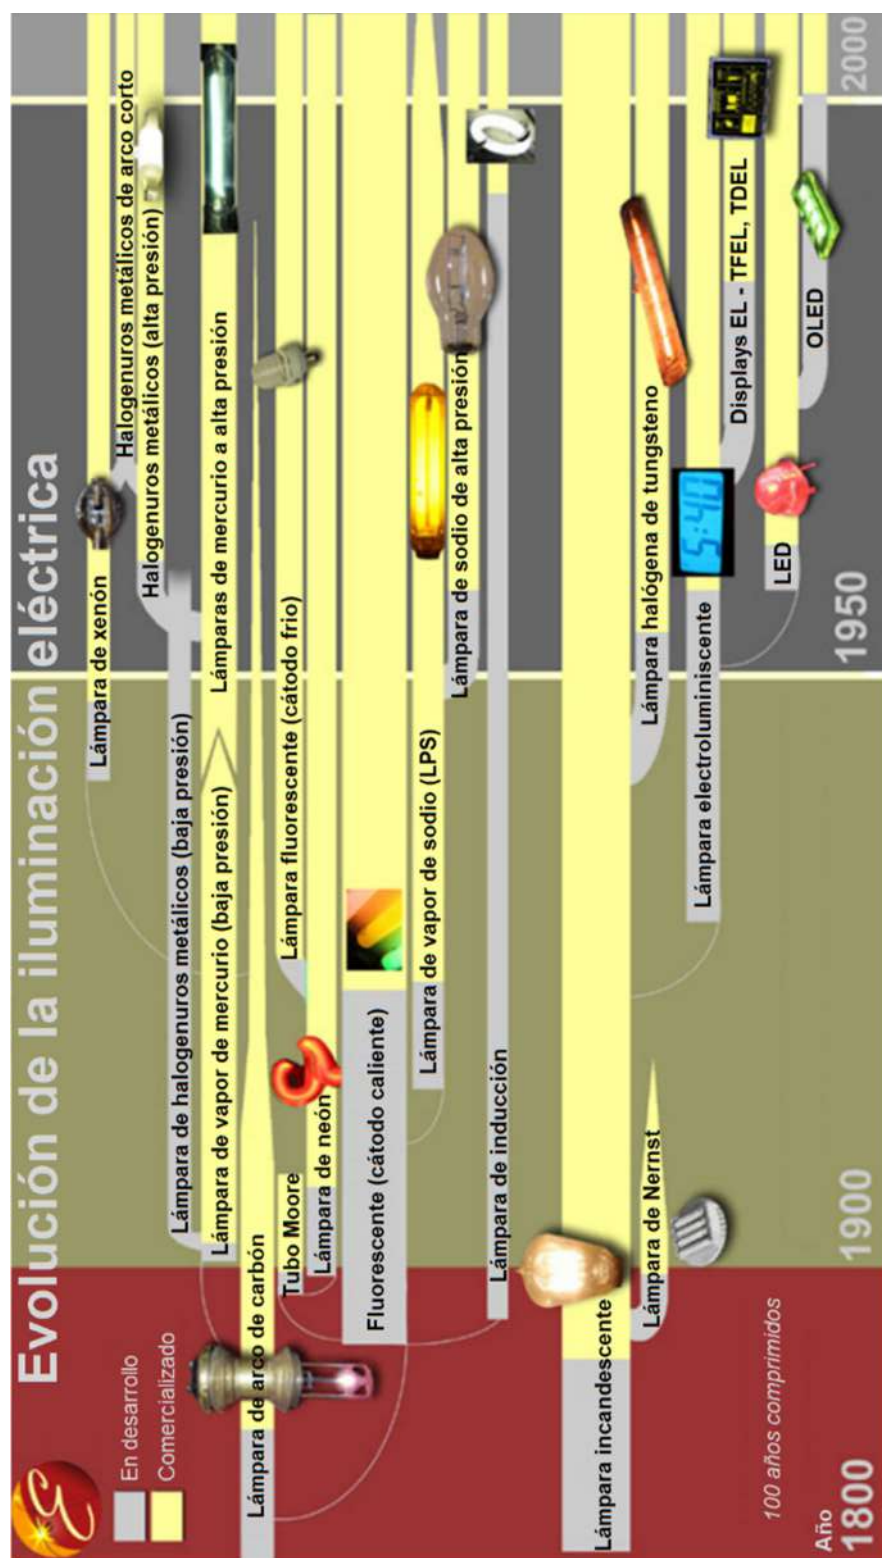 Evolución de la iluminación eléctrica
E
En desarrollo
Comercializado
Lámpara de xenón
Halogenuros metálicos de arco corto
Halogenuros metálicos (alta presión)
Lámpara de halogenuros metálicos (baja presión)
Lámpara de vapor de mercurio (baja presión)
Lámparas de mercurio a alta presión
Lámpara de arco de carbón
Lámpara fluorescente (cátodo frio)
Tubo Moore
Lámpara de neón
Fluorescente (cátodo caliente)
Lámpara de vapor de sodio (LPS)
Lámpara de sodio de alta presión
Lámpara de inducción
Lámpara incandescente
Lámpara de Nernst
Lámpara halógena de tungsteno
Lámpara electroluminiscente
5:40
Displays EL - TFEL, TDEL
LED
OLED
100 años comprimidos
Año
1800
1900
1950
2000